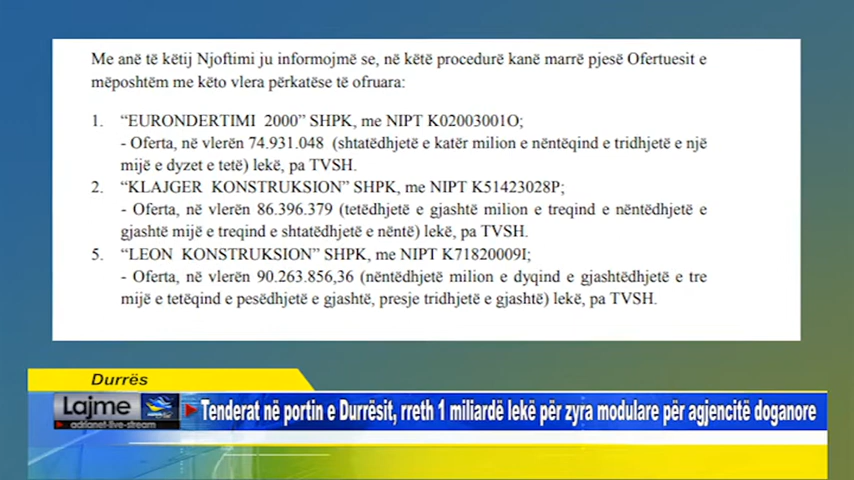 Me anë të këtij Njoftimi ju informojmë se, në këtë procedurë kanë marrë pjesë Ofertuesit e
mëposhtëm me këto vlera përkatëse të ofruara:
1. “EURONDERTIMI 2000” SHPK, me NIPT K02003001O;
- Oferta, në vlerën 74.931.048 (shtatëdhjetë e katër milion e nëntëqind e tridhjetë e një
mijë e dyzet e tetë) lekë, pa TVSH.
2. “KLAJGER KONSTRUKSION” SHPK, me NIPT K51423028P;
- Oferta, në vlerën 86.396.379 (tetëdhjetë e gjashtë milion e treqind e nëntëdhjetë e
gjashtë mijë e treqind e shtatëdhjetë e nëntë) lekë, pa TVSH.
5. “LEON KONSTRUKSION” SHPK, me NIPT K71820009I;
- Oferta, në vlerën 90.263.856,36 (nëntëdhjetë milion e dyqind e gjashtëdhjetë e tre
mijë e tetëqind e pesëdhjetë e gjashtë, presje tridhjetë e gjashtë) lekë, pa TVSH.
Durrës
Lajme
adrianet-live-stream
Tenderat në portin e Durrësit, rreth 1 miliardë lekë për zyra modulare për agjencitë doganore